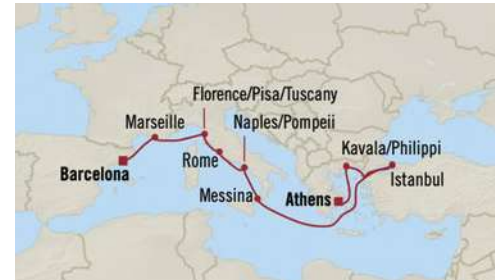 Florence/Pisa/Tuscany
Marseille
Naples/Pompeii
Barcelona
Rome
Kavala/Philippi
Istanbul
Messina
Athens